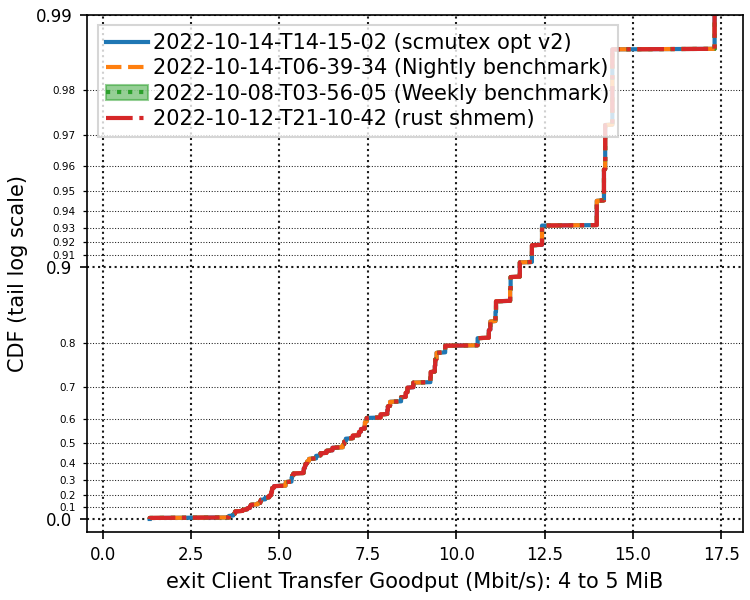 0.99
0.98
0.97
0.96
0.95
0.94
0.93
0.92
0.91
0.9
0.8
0.7
0.6
0.5
0.4
0.3
0.2
0.1
0.0
CDF (tail log scale)
2022-10-14-T14-15-02 (scmutex opt v2)
2022-10-14-T06-39-34 (Nightly benchmark)
2022-10-08-T03-56-05 (Weekly benchmark)
2022-10-12-T21-10-42 (rust shmem)
0.0 2.5 5.0 7.5 10.0 12.5 15.0 17.5
exit Client Transfer Goodput (Mbit/s): 4 to 5 MiB